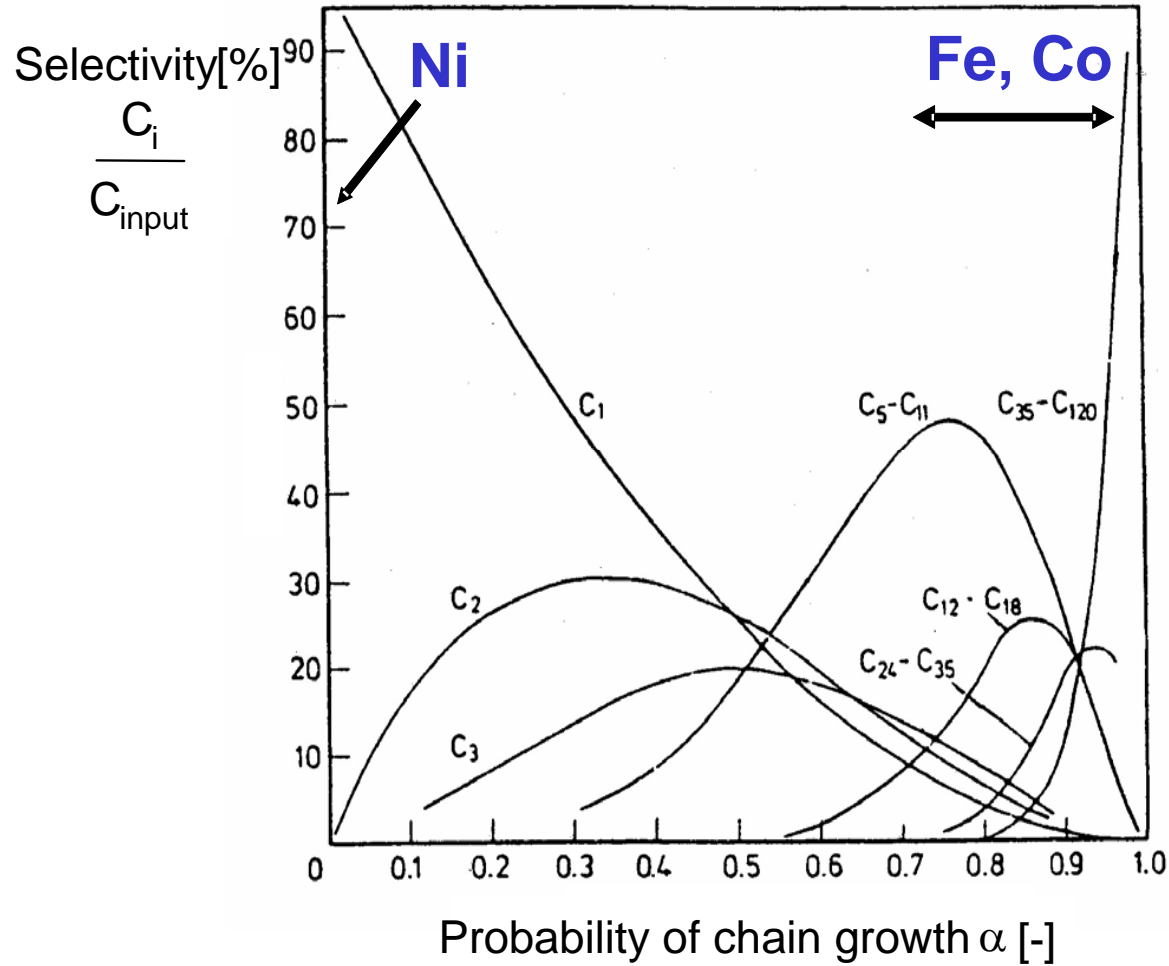 Selectivity[%]
Ci
Cinput
Ni
Fe, Co
90
80
70
60
50
40
30
20
10
C1
C2
C3
C5-C11
C35-C120
C12 - C18
C24-C35
0 0.1 0.2 0.3 0.4 0.5 0.6 0.7 0.8 0.9 1.0
Probability of chain growth α [-]